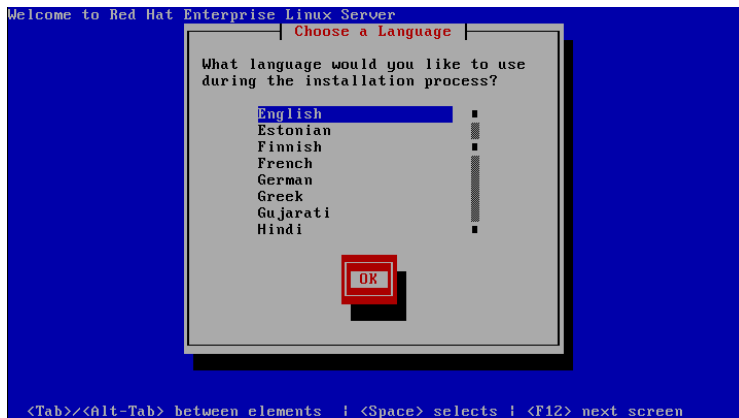 Welcome to Red Hat Enterprise Linux Server
Choose a Language
What language would you like to use
during the installation process?
English
Estonian
Finnish
French
German
Greek
Gujarati
Hindi
OK
<Tab>/<Alt-Tab> between elements | <Space> selects | <F12> next screen